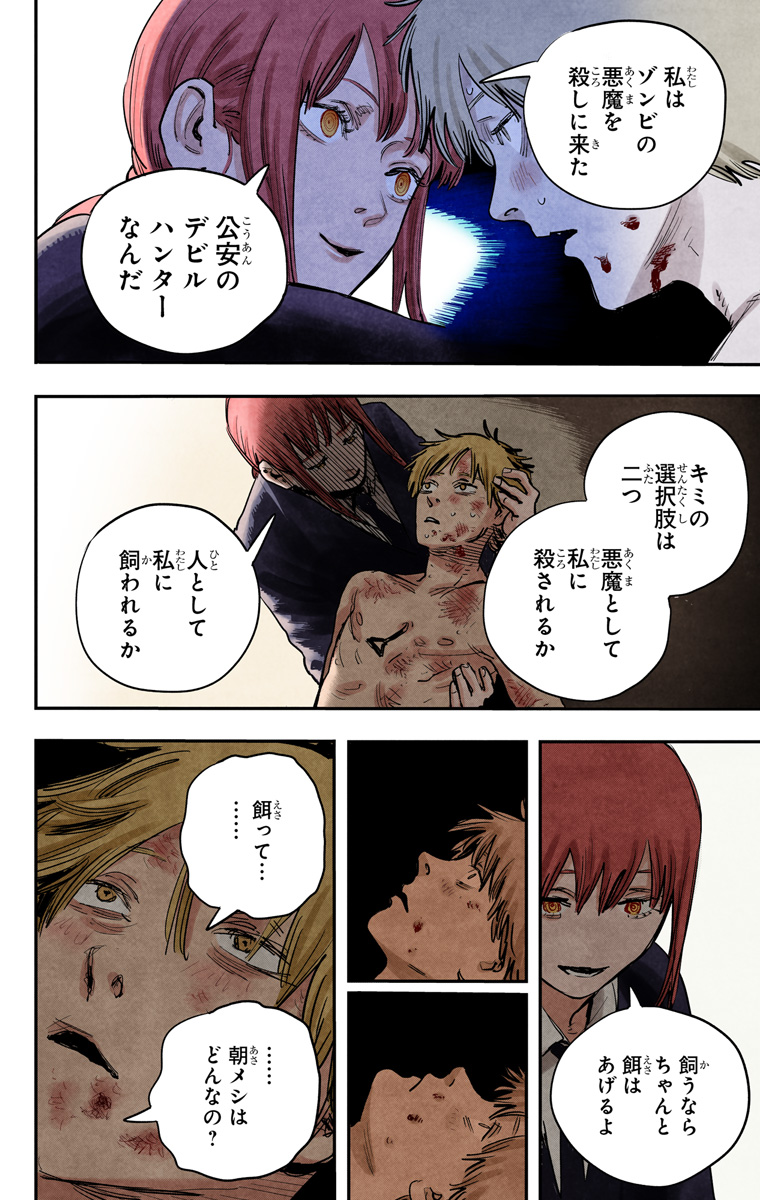 私は
ゾンビの
悪魔を
殺しに来た
公安の
デビル
ハンター
なんだ
キミの
選択肢は
二つ
悪魔として
私に
殺されるか
人として
私に
飼われるか
飼うなら
ちゃんと
餌は
あげるよ
餌って…
……
……
朝メシは
どんなの?